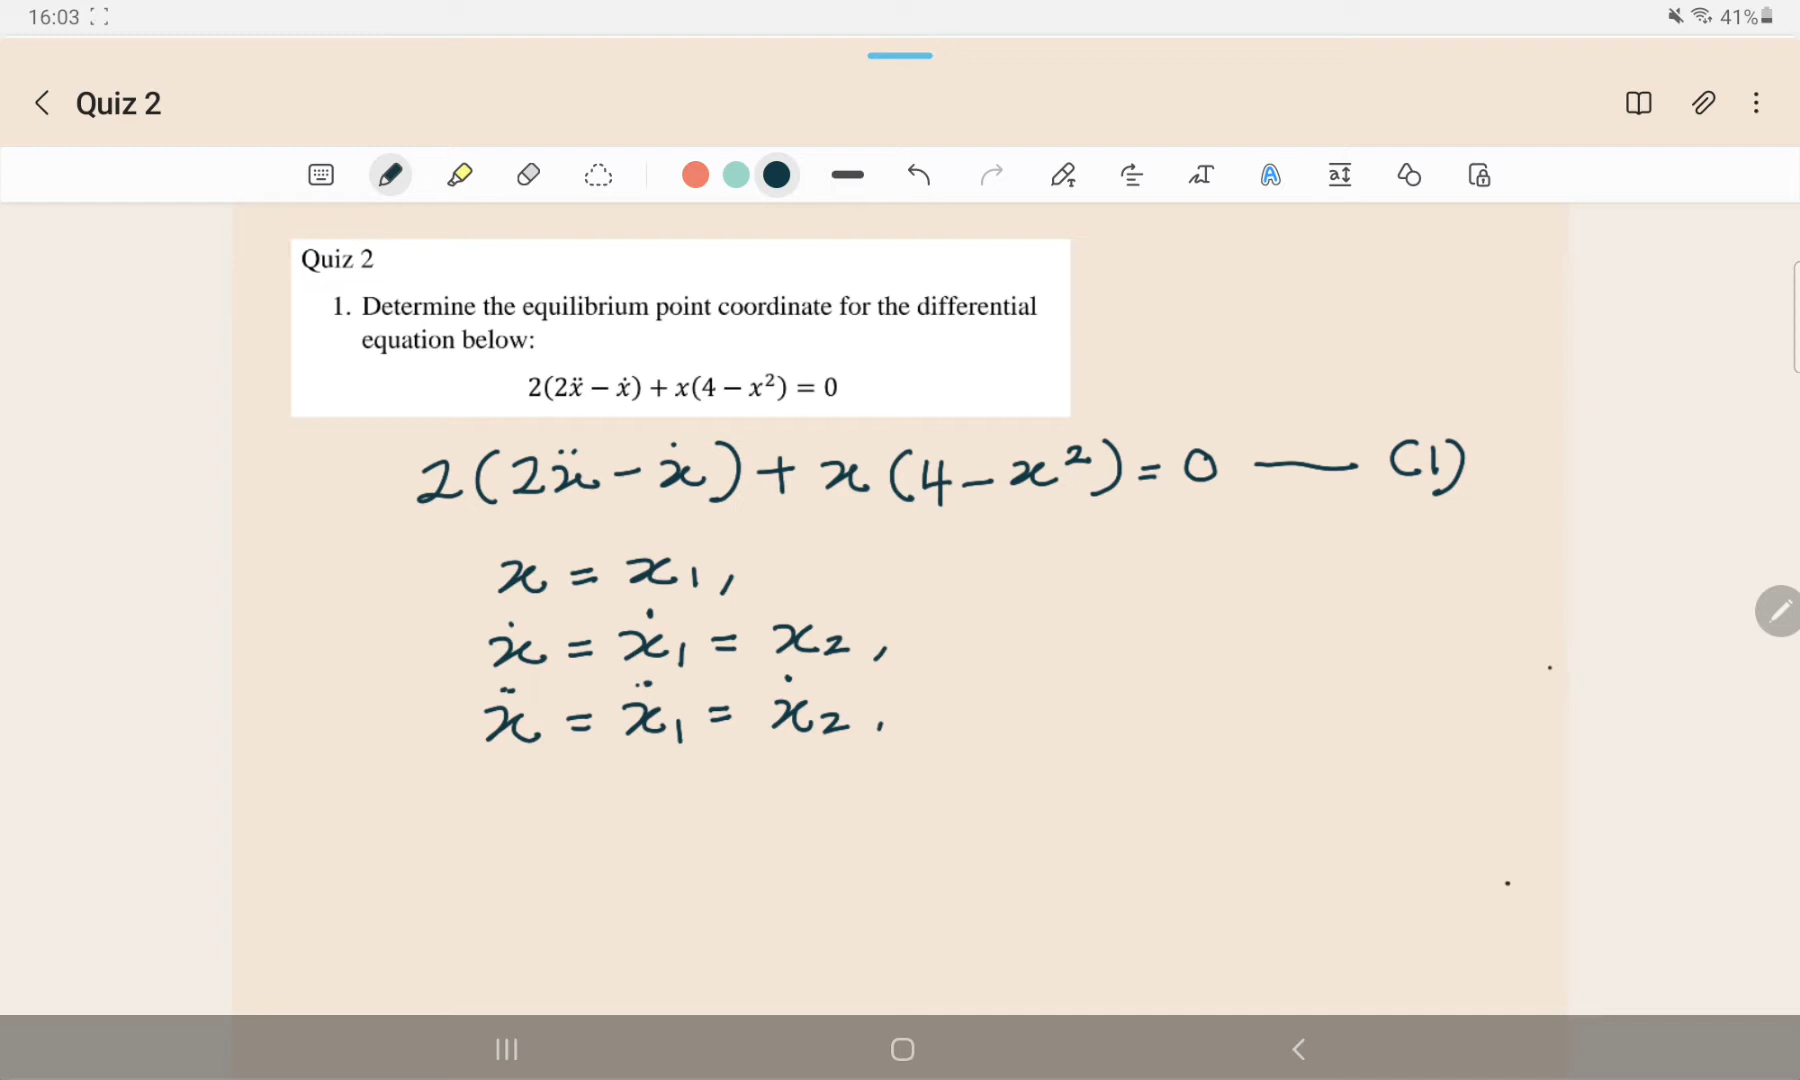 16:03 41%
Quiz 2
Quiz 2
1. Determine the equilibrium point coordinate for the differential
equation below:
2(2ẍ − ẋ) + x(4 − x²) = 0
2(2ẍ − ẋ) + x(4 − x²) = 0 — (1)
x = x₁,
ẋ = ẋ₁ = x₂,
ẍ = ẍ₁ = ẋ₂.